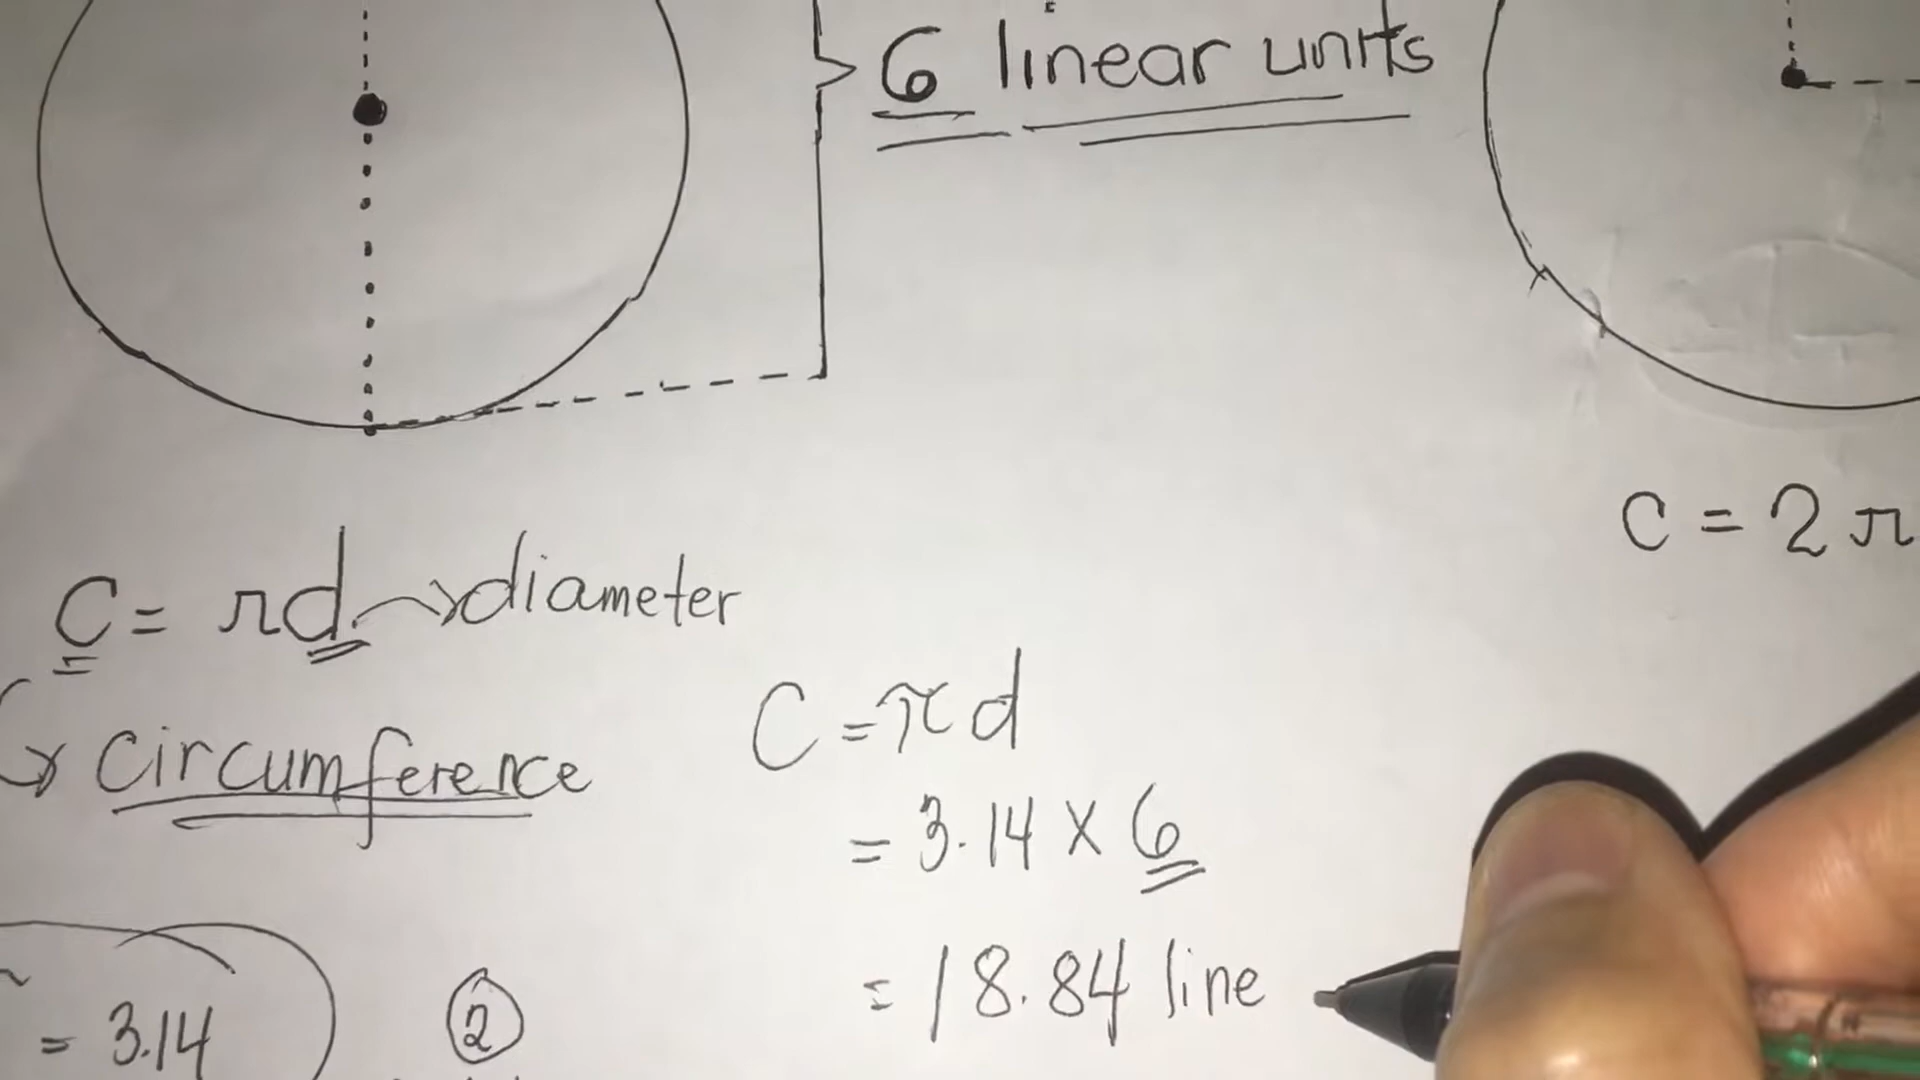 6 linear units
C = 2π
C = πd → diameter
circumference
C = πd
= 3.14 × 6
= 18.84 line
= 3.14
②